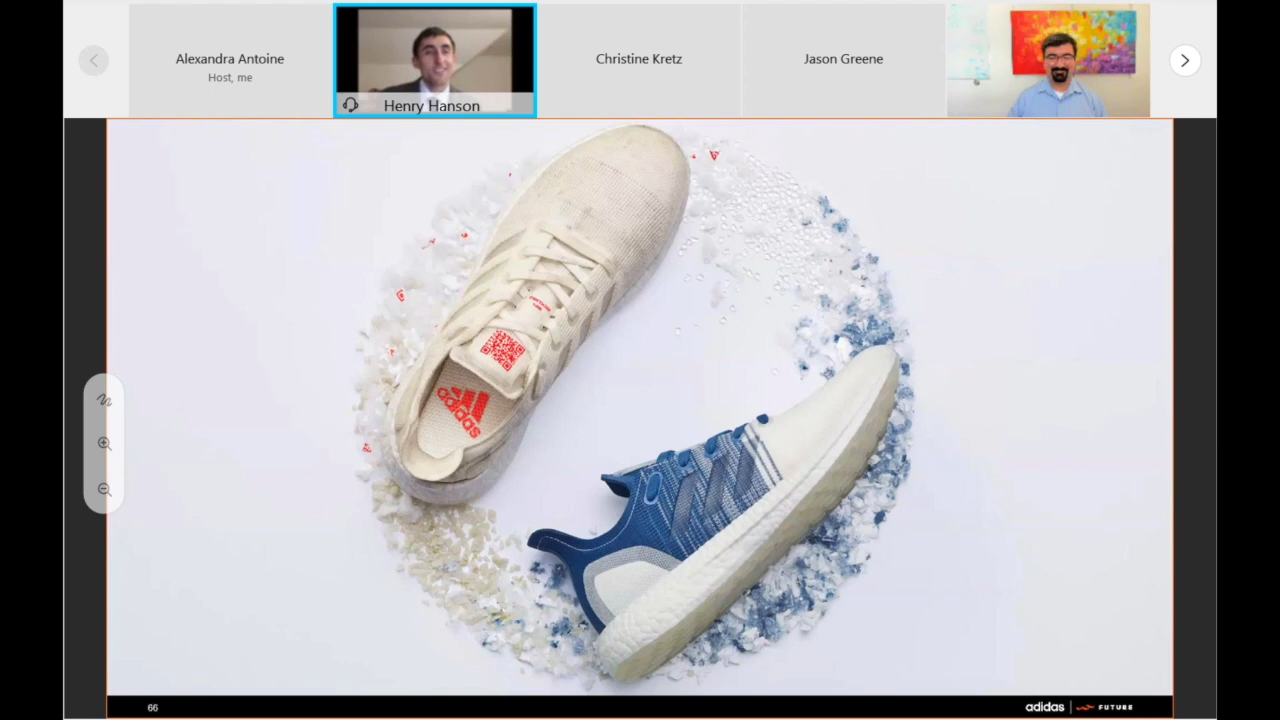 Alexandra Antoine
Host, me
Henry Hanson
Christine Kretz
Jason Greene
adidas
66
adidas
FUTURE